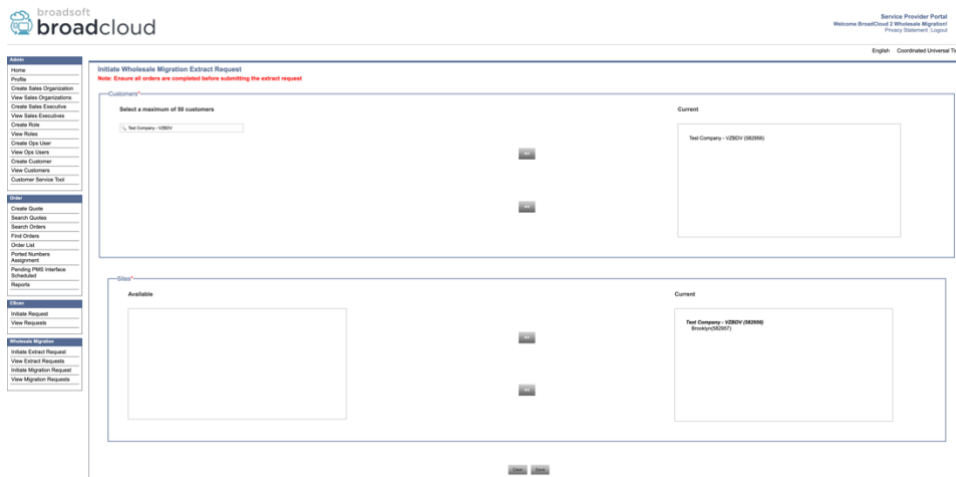 broadsoft
broadcloud
Service Provider Portal
Welcome BroadCloud 2 Wholesale Migration!
Privacy Statement | Logout
English Coordinated Universal Ti
Admin
Home
Profile
Create Sales Organization
View Sales Organizations
Create Sales Executive
View Sales Executives
Create Role
View Roles
Create Ops User
View Ops Users
Create Customer
View Customers
Customer Service Tool
Order
Create Quote
Search Quotes
Search Orders
Find Orders
Order List
Ported Numbers
Assignment
Pending PMS Interface
Scheduled
Reports
CScan
Initiate Request
View Requests
Wholesale Migration
Initiate Extract Request
View Extract Requests
Initiate Migration Request
View Migration Requests
Initiate Wholesale Migration Extract Request
Note: Ensure all orders are completed before submitting the extract request
Customers*
Select a maximum of 50 customers
Test Company - VZBDV
Current
Test Company - VZBDV (582656)
Sites*
Available
Current
Test Company - VZBDV (582656)
Brooklyn(582657)
Clear